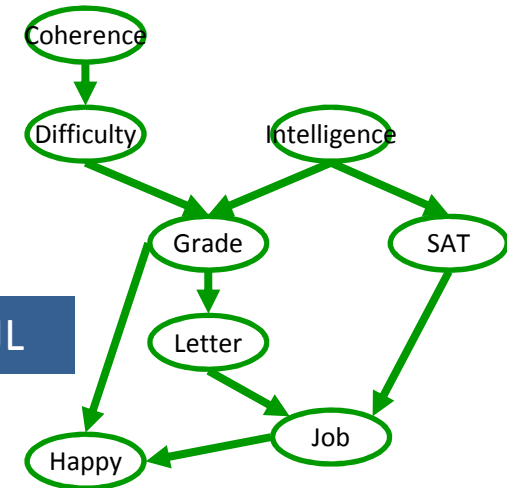 Coherence
Difficulty
Intelligence
Grade
SAT
Letter
Job
Happy